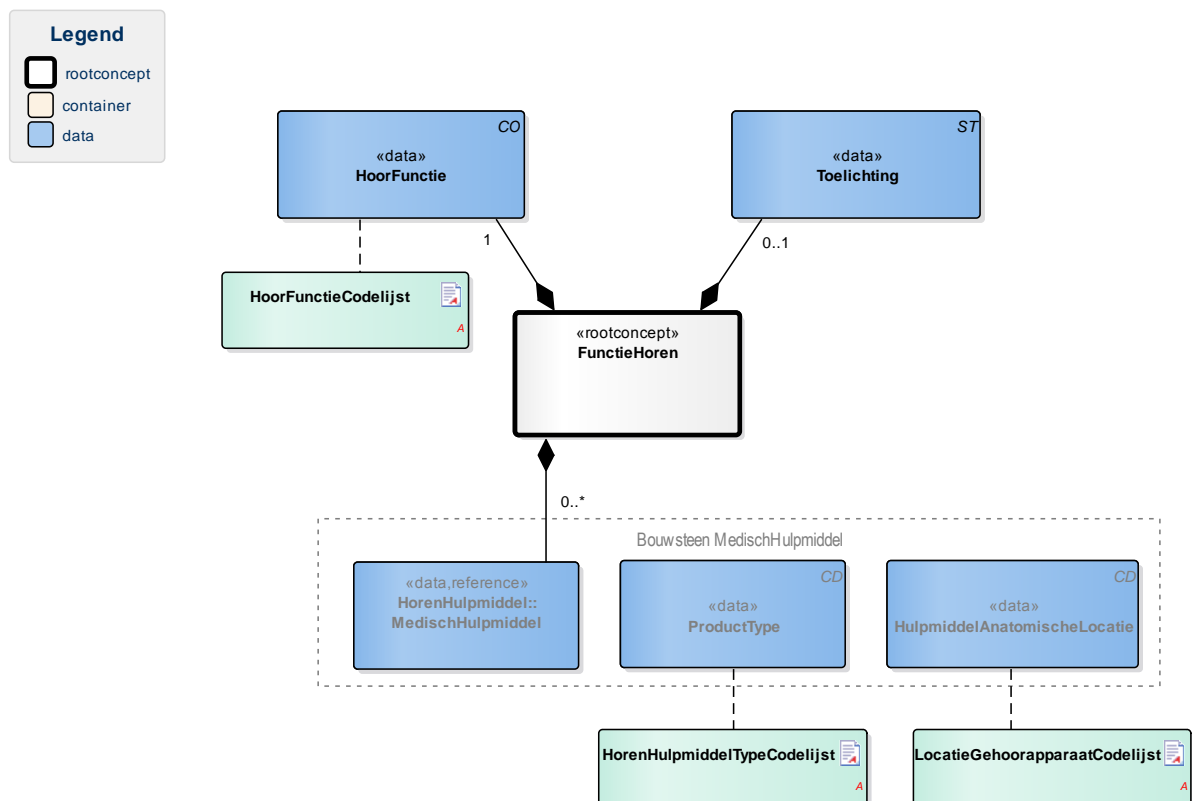 Legend
rootconcept
container
data
CO
«data»
HoorFunctie
ST
«data»
Toelichting
1
0..1
HoorFunctieCodelijst
A
«rootconcept»
FunctieHoren
0..*
Bouwsteen MedischHulpmiddel
«data,reference»
HorenHulpmiddel::
MedischHulpmiddel
CD
«data»
ProductType
CD
«data»
HulpmiddelAnatomischeLocatie
HorenHulpmiddelTypeCodelijst
A
LocatieGehoorapparaatCodelijst
A